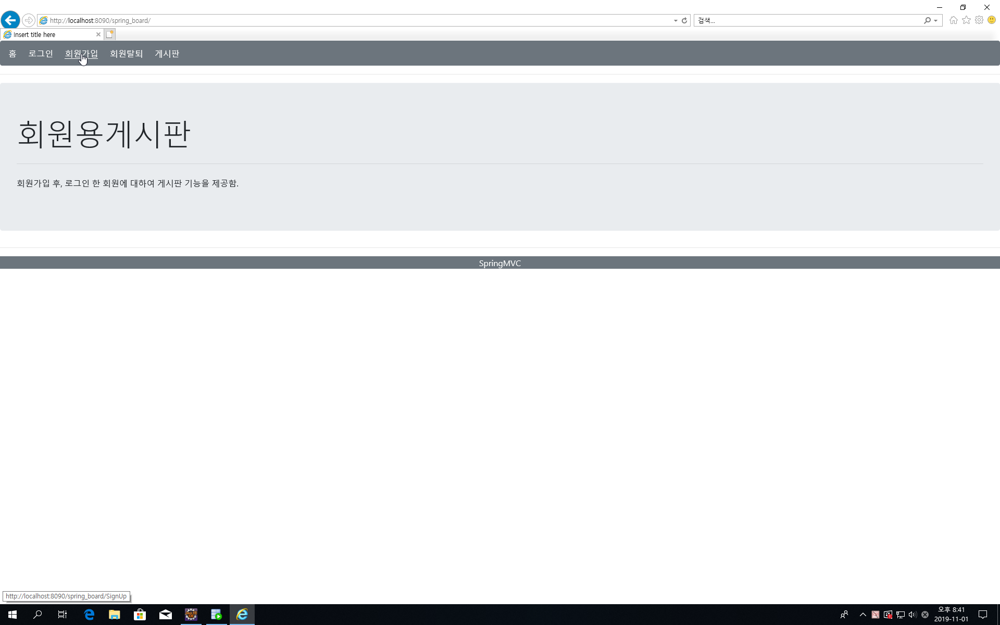 http://localhost:8090/spring_board/
검색...
Insert title here
홈 로그인 회원가입 회원탈퇴 게시판
회원용게시판
회원가입 후, 로그인 한 회원에 대하여 게시판 기능을 제공함.
SpringMVC
http://localhost:8090/spring_board/SignUp
오후 8:41
2019-11-01